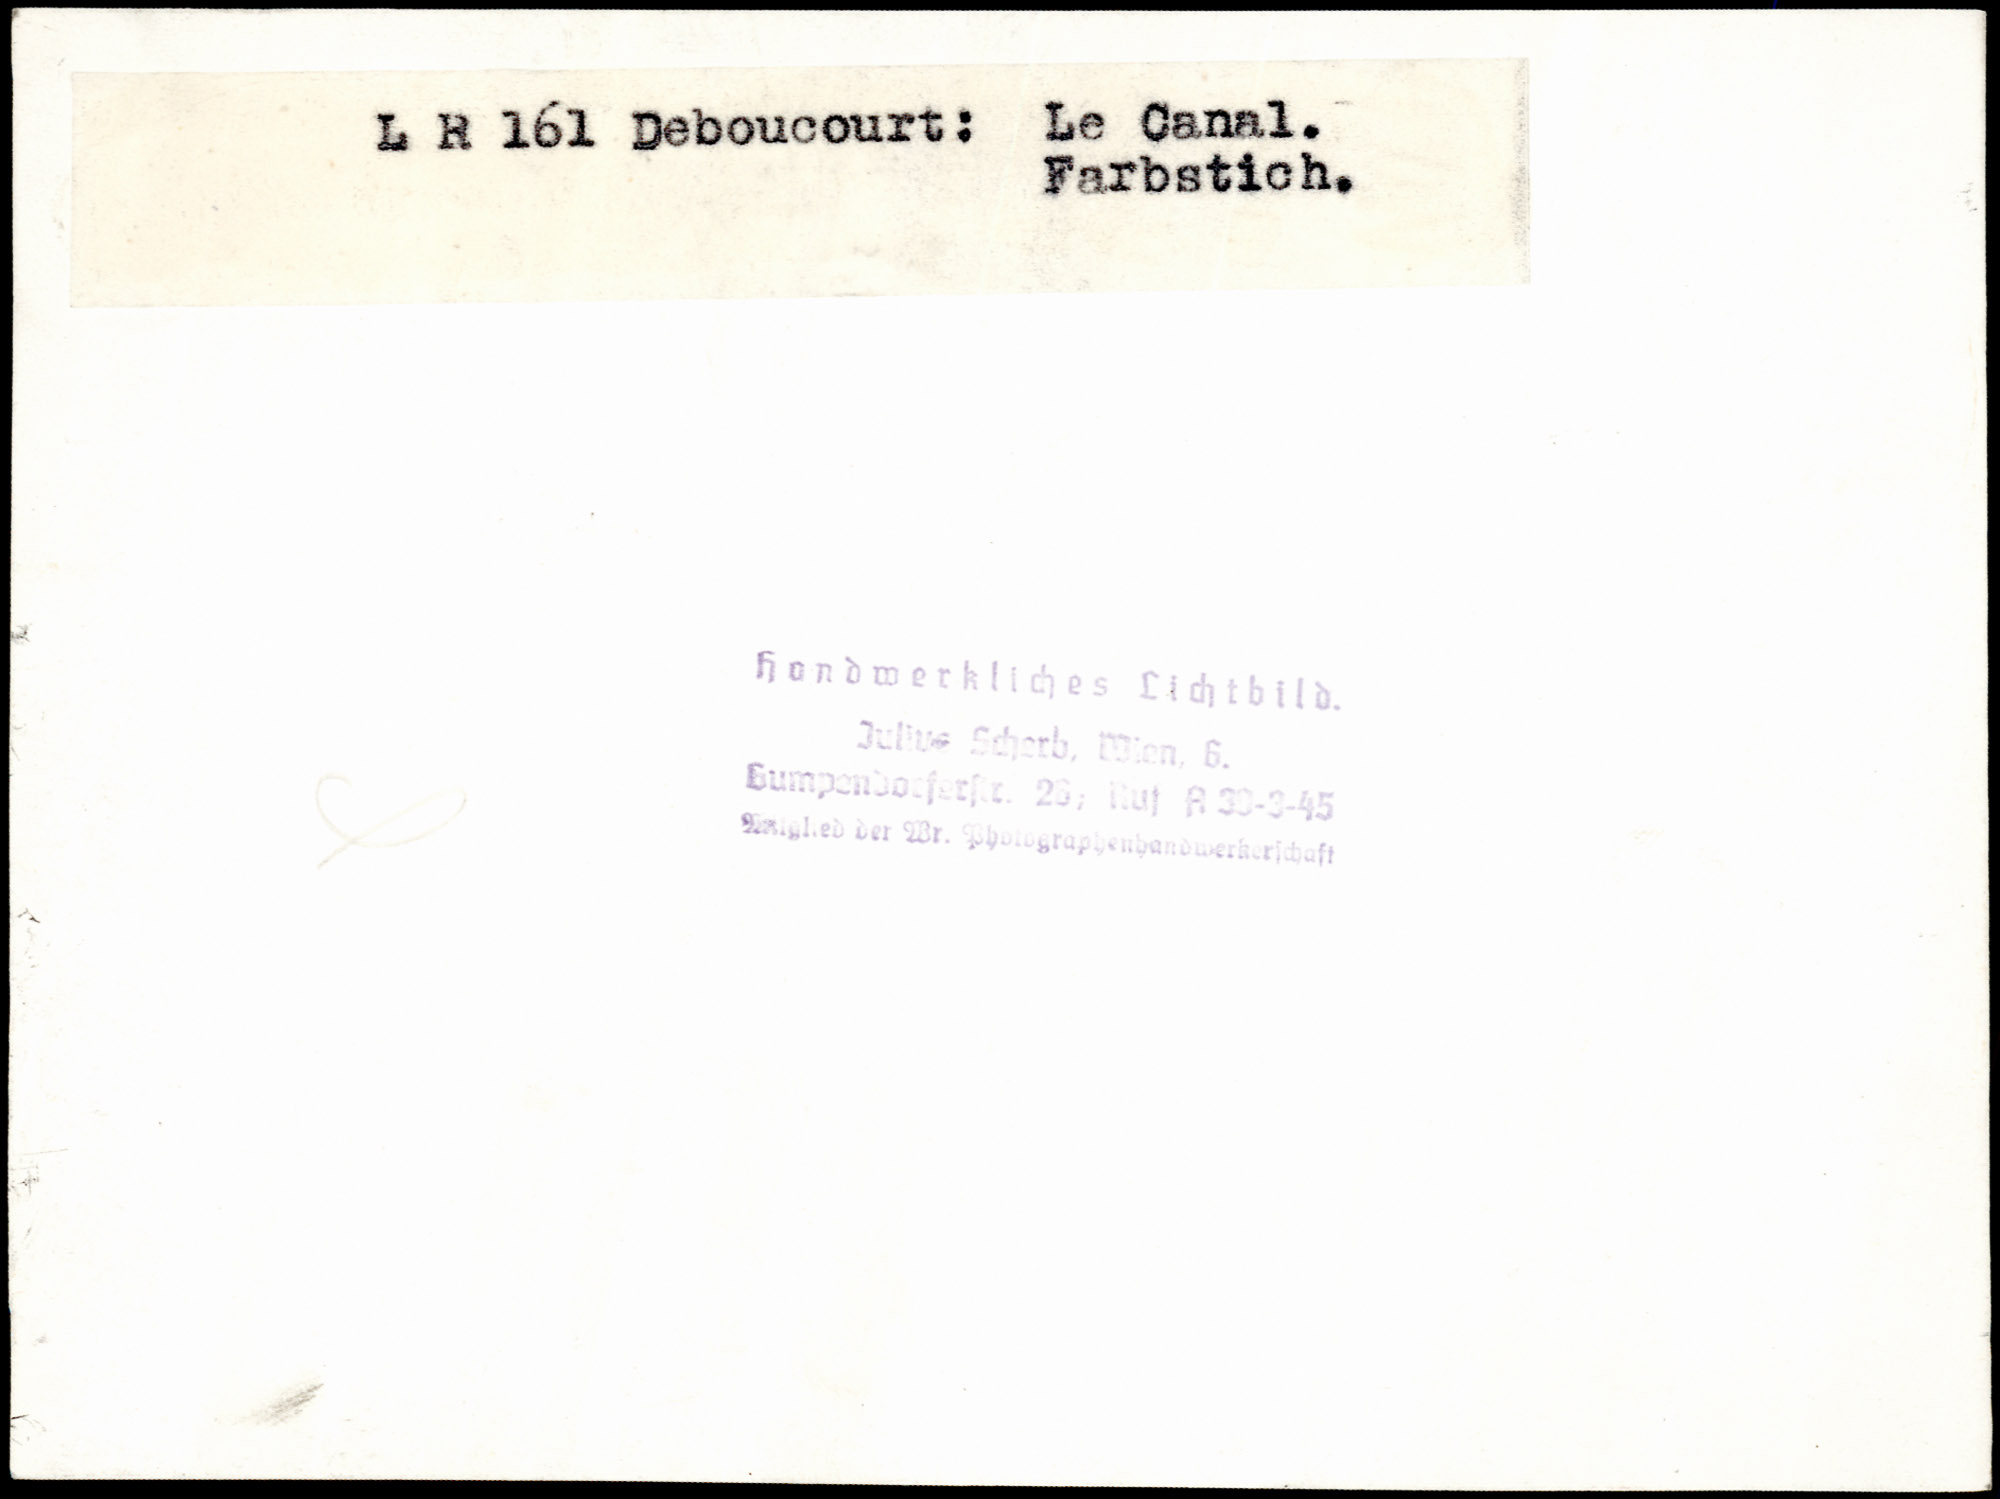 L R 161 Deboucourt: Le Canal.
Farbstich.
Handwerkliches Lichtbild.
Julius Scherb, Wien, 6.
Gumpendorferstr. 26; Ruf A 39-3-45
Mitglied der Wr. Photographenhandwerkerschaft